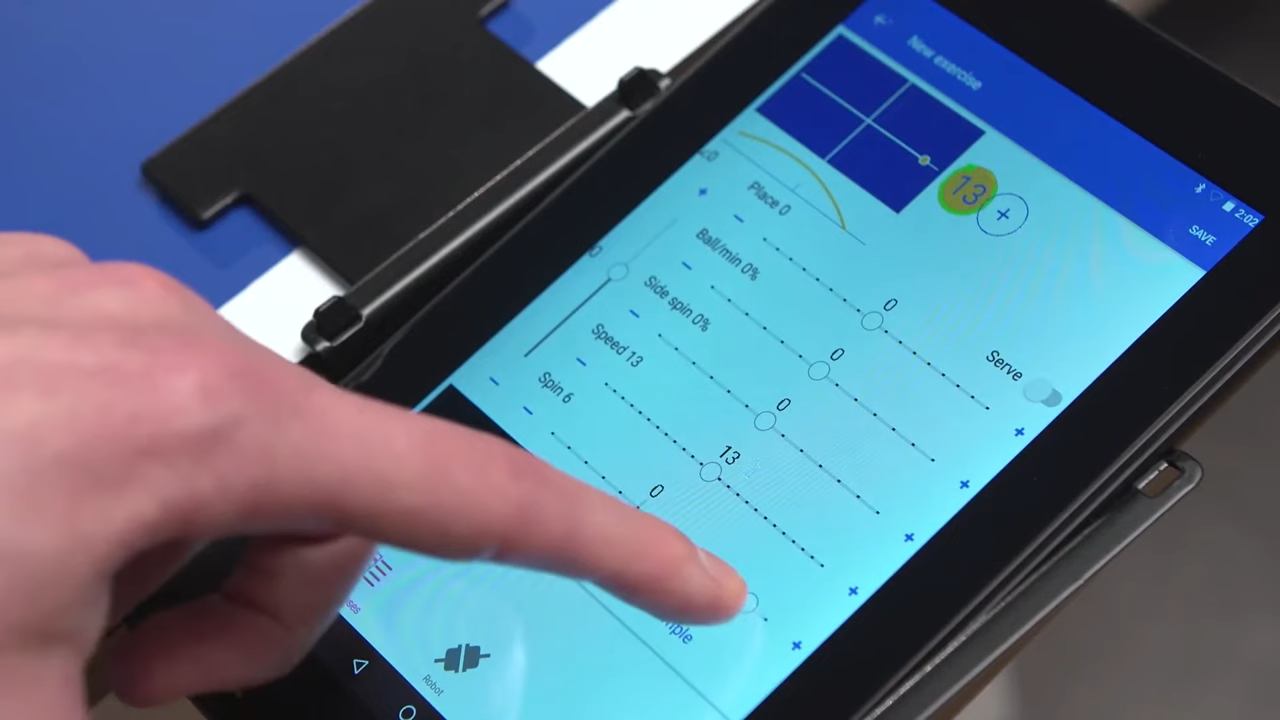 New exercise
2:02
SAVE
13
+
Place 0
0
Serve
Ball/min 0%
0
Side spin 0%
0
Speed 13
13
Spin 6
0
Robot